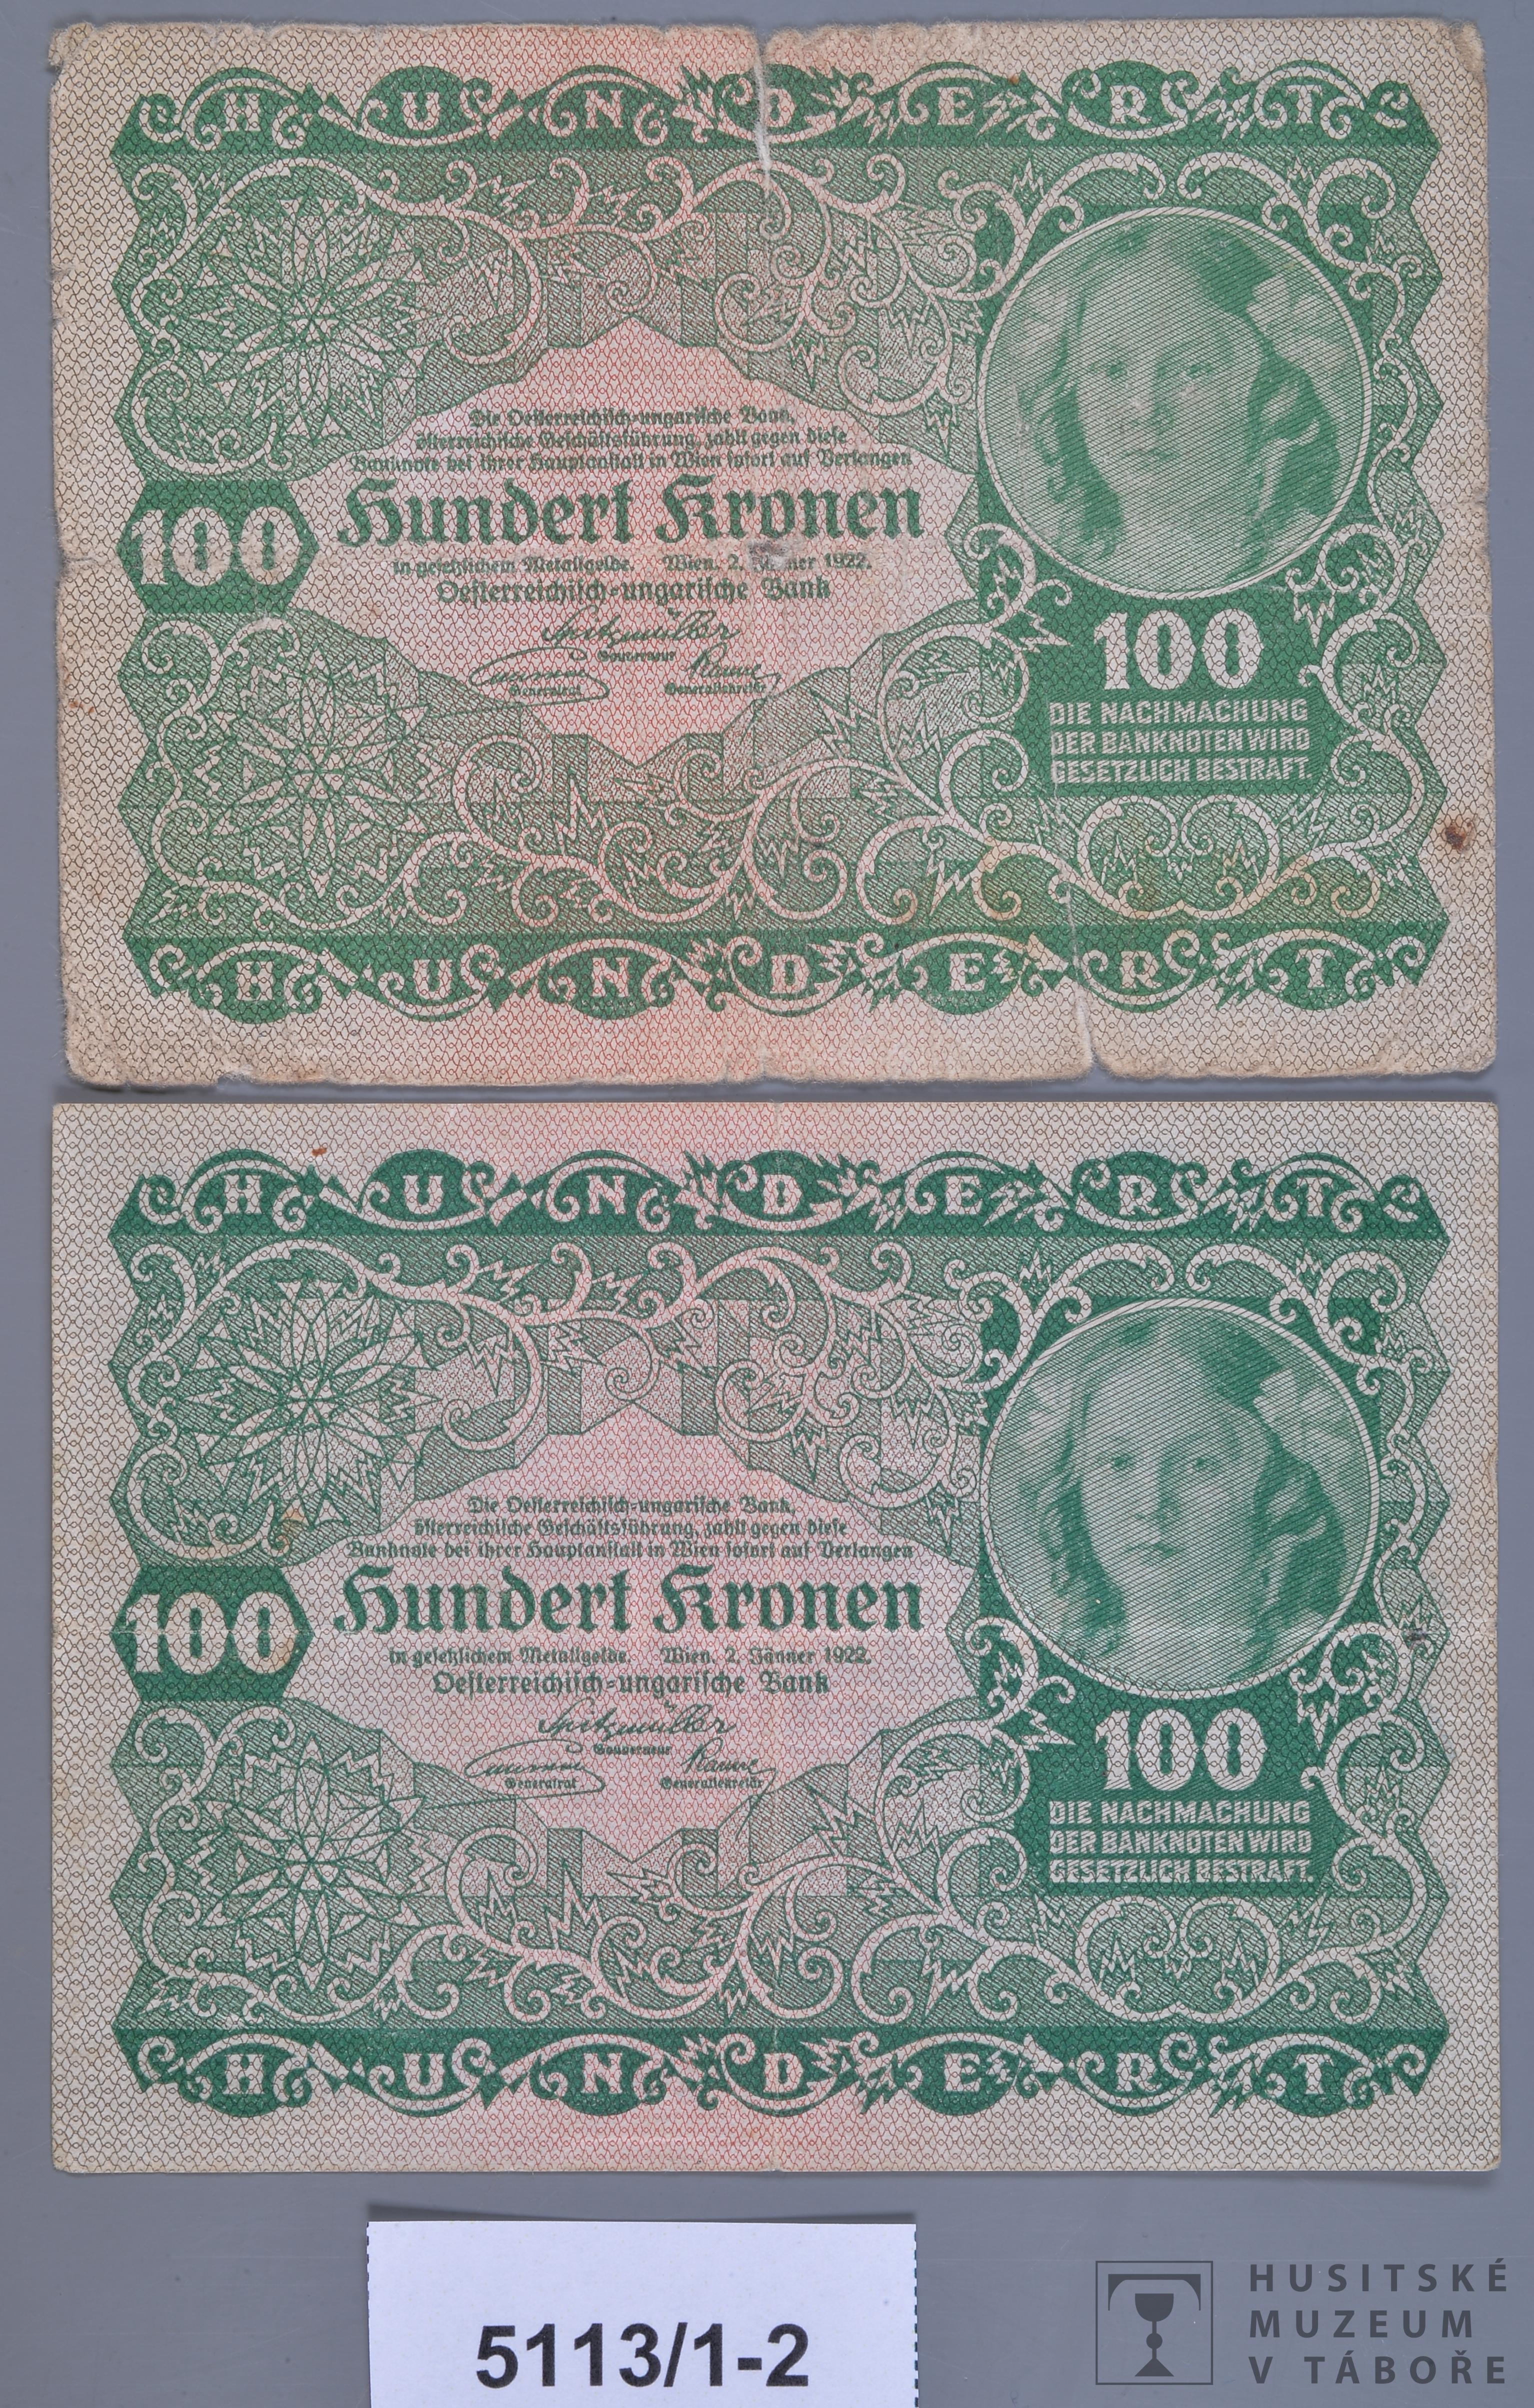 HUNDERT
Die Oesterreichisch-ungarische Bank,
österreichische Geschäftsführung, zahlt gegen diese
Banknote bei ihrer Hauptanstalt in Wien sofort auf Verlangen
100
Hundert Kronen
in gesetzlichem Metallgelde. Wien, 2. Jänner 1922.
Oesterreichisch-ungarische Bank
Spitzmüller
Gouverneur
Generalrat
Generalsekretär
100
DIE NACHMACHUNG
DER BANKNOTEN WIRD
GESETZLICH BESTRAFT.
HUNDERT
HUNDERT
Die Oesterreichisch-ungarische Bank,
österreichische Geschäftsführung, zahlt gegen diese
Banknote bei ihrer Hauptanstalt in Wien sofort auf Verlangen
100
Hundert Kronen
in gesetzlichem Metallgelde. Wien, 2. Jänner 1922.
Oesterreichisch-ungarische Bank
Spitzmüller
Gouverneur
Generalrat
Generalsekretär
100
DIE NACHMACHUNG
DER BANKNOTEN WIRD
GESETZLICH BESTRAFT.
HUNDERT
5113/1-2
HUSITSKÉ
MUZEUM
V TÁBOŘE